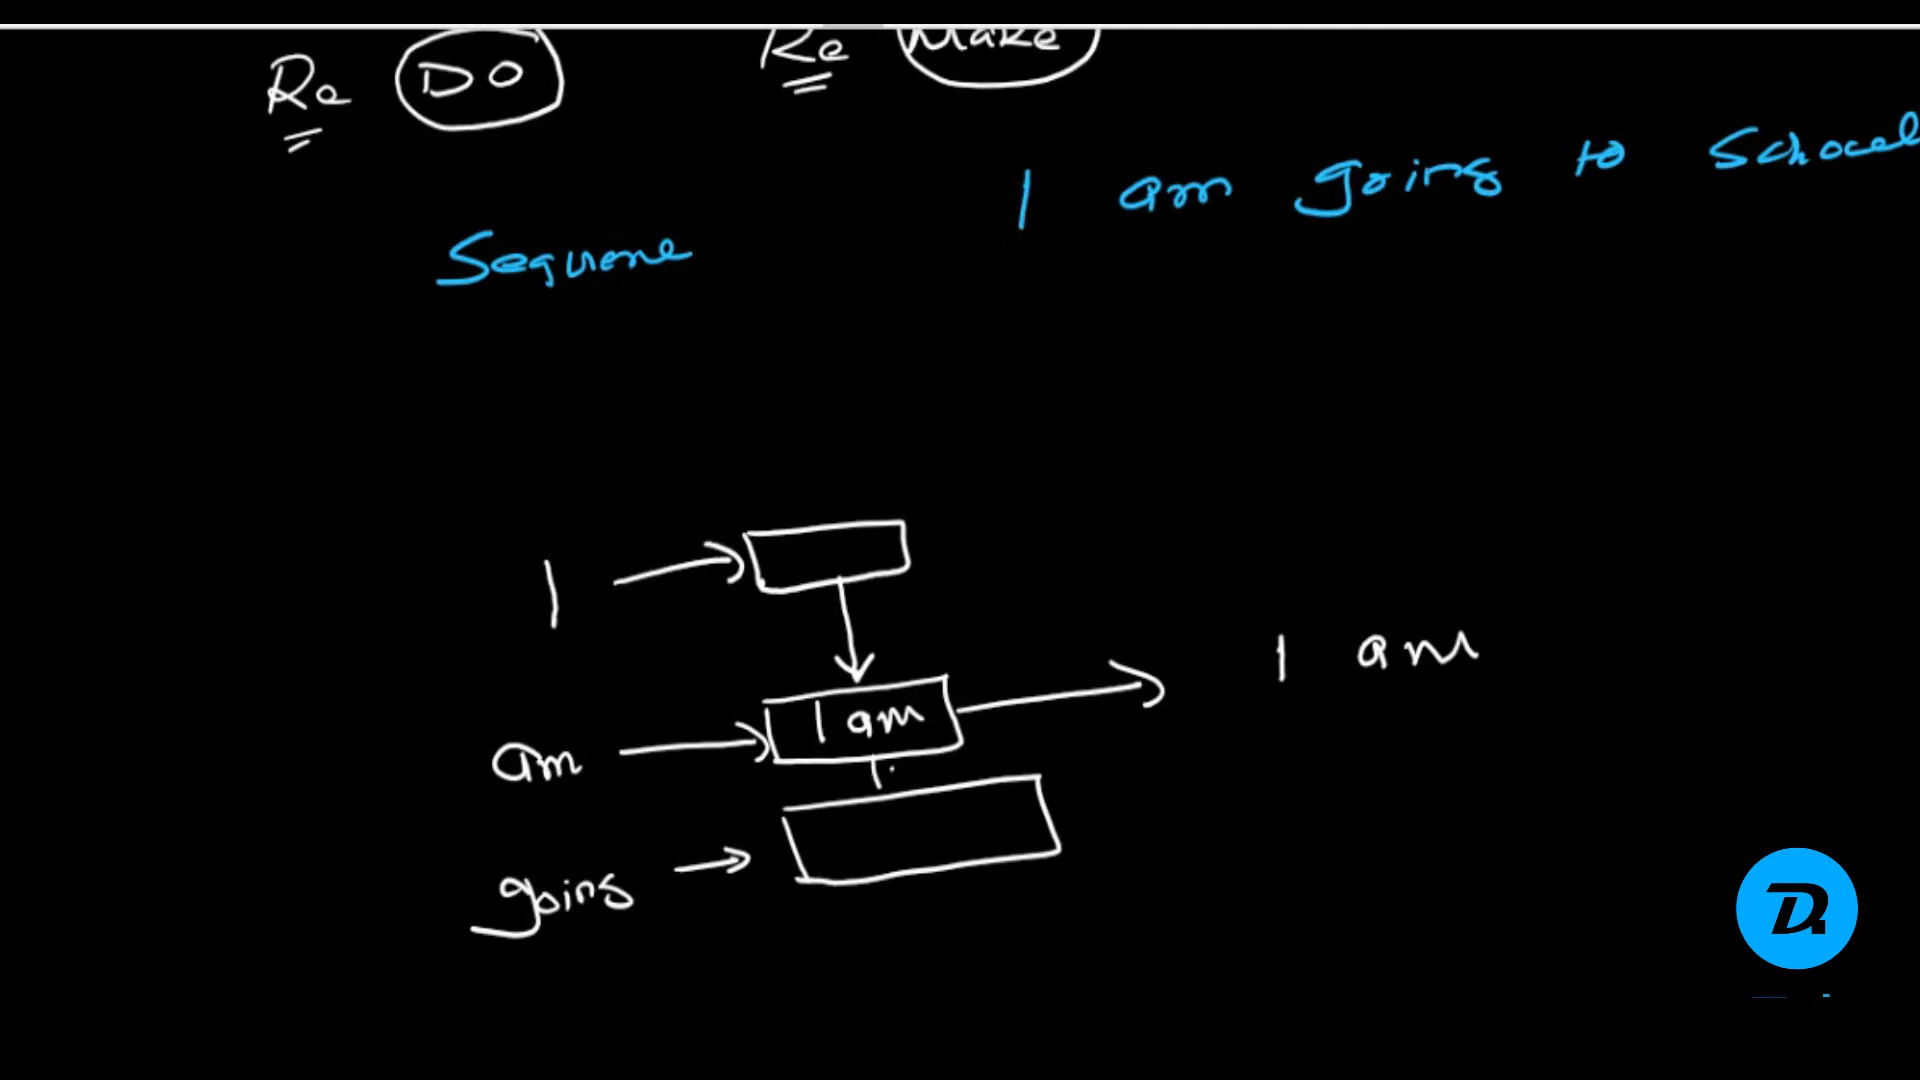 Re DO Re Make
I am going to School
Sequence
I
I am
I am
am
going